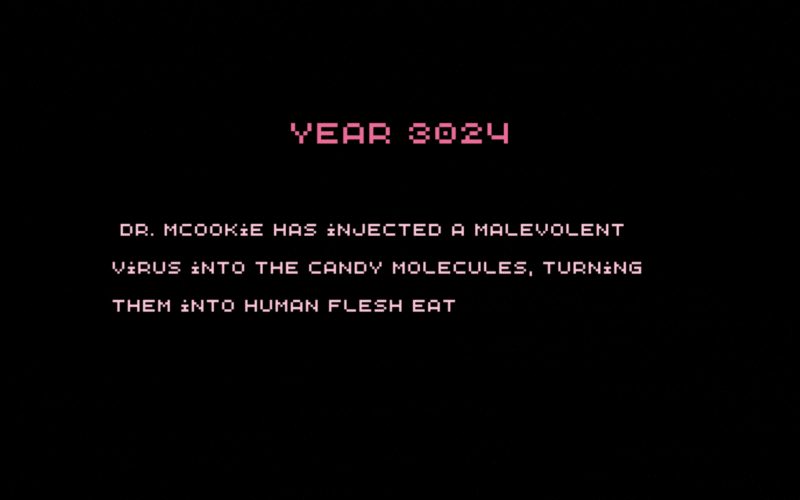 YEAR 3024
DR. MCOOKiE HAS iNJECTED A MALEVOLENT
ViRUS iNTO THE CANDY MOLECULES, TURNiNG
THEM iNTO HUMAN FLESH EAT